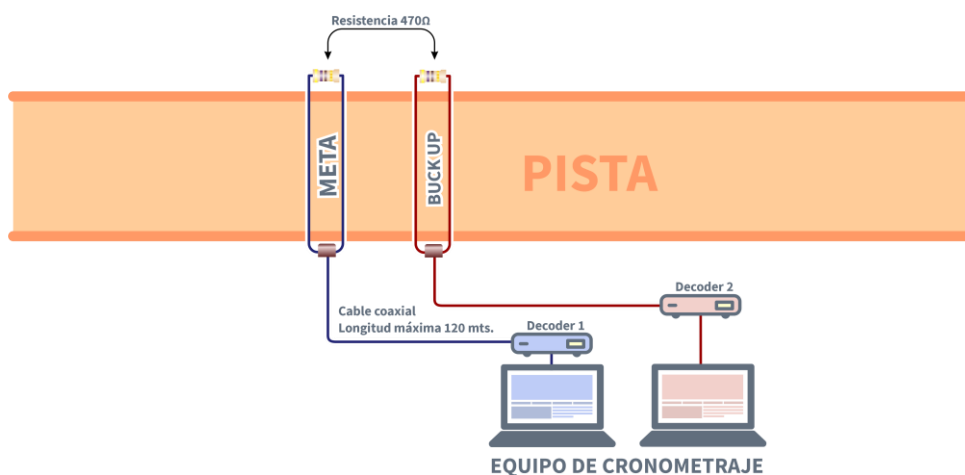 Resistencia 470Ω
META
BUCK UP
PISTA
Decoder 2
Cable coaxial
Longitud máxima 120 mts.
Decoder 1
EQUIPO DE CRONOMETRAJE